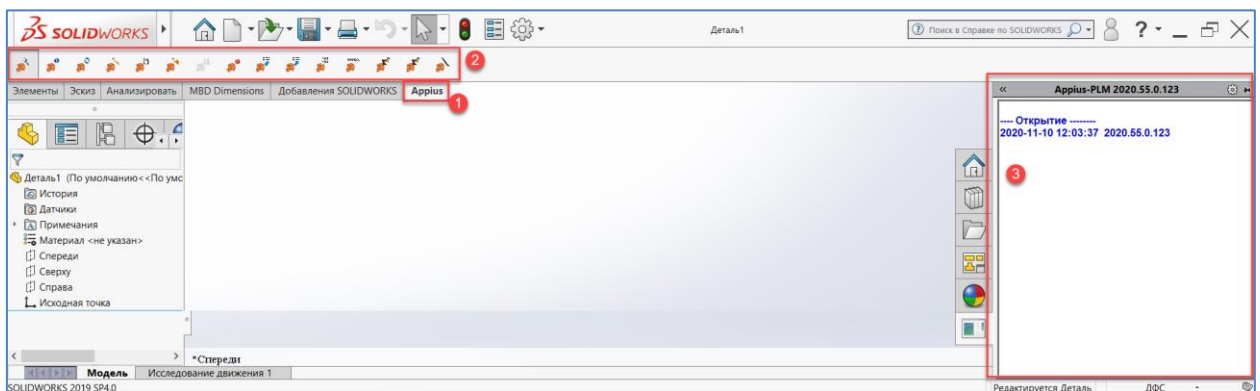 SOLIDWORKS
Деталь1
Поиск в Справке по SOLIDWORKS
?
2
Элементы Эскиз Анализировать MBD Dimensions Добавления SOLIDWORKS Appius
1
Appius-PLM 2020.55.0.123
---- Открытие --------
2020-11-10 12:03:37 2020.55.0.123
3
Деталь1 (По умолчанию<<По умс
История
Датчики
Примечания
Материал <не указан>
Спереди
Сверху
Справа
Исходная точка
*Спереди
Модель Исследование движения 1
SOLIDWORKS 2019 SP4.0
Редактируется Деталь ДФС